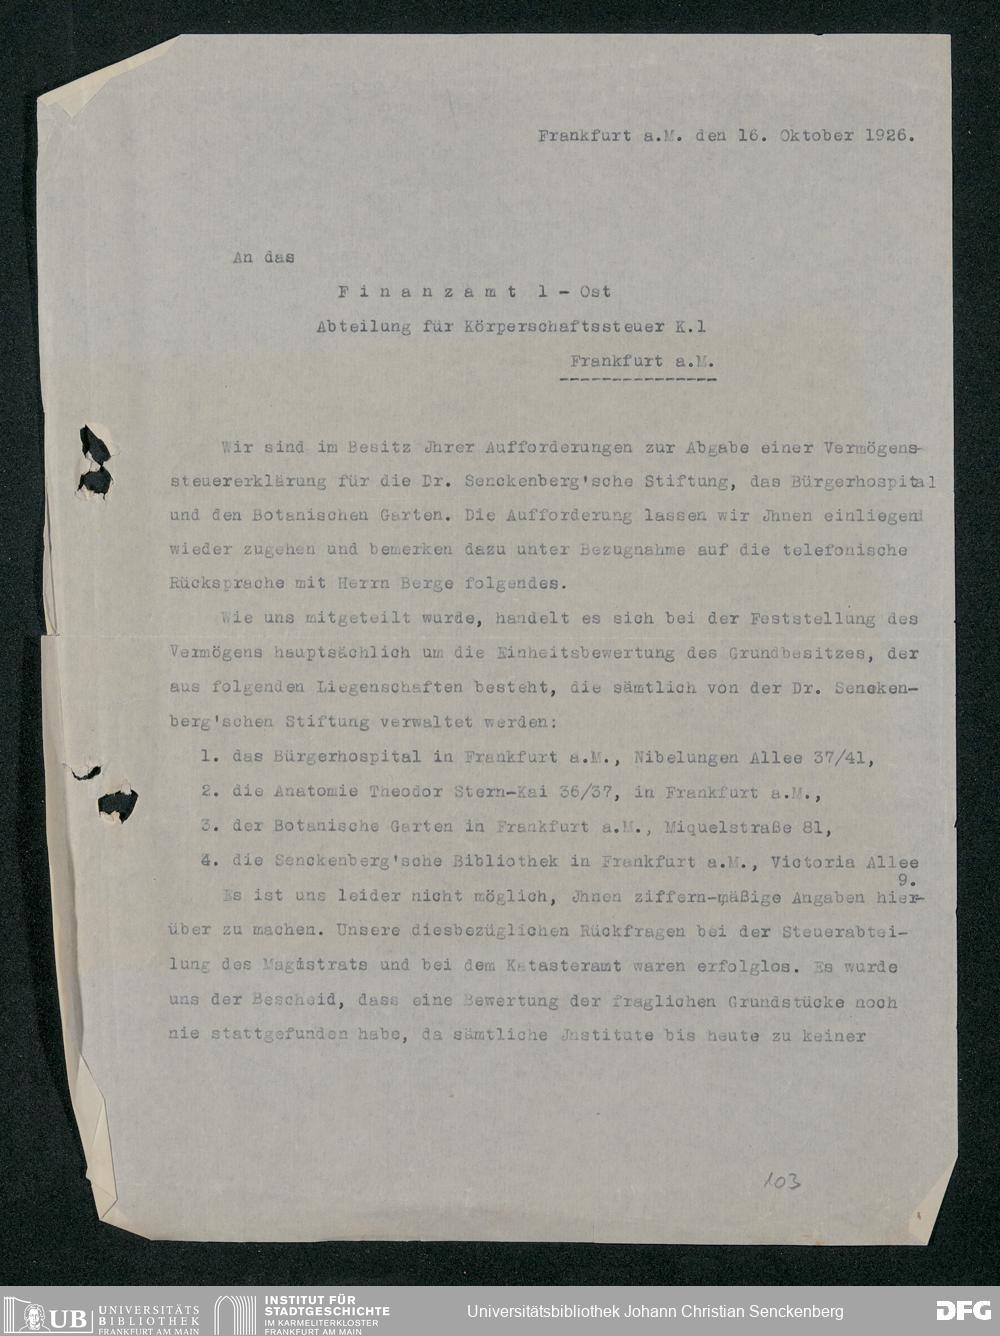 Frankfurt a.M. den 16. Oktober 1926.
An das
Finanzamt 1 - Ost
Abteilung für Körperschaftssteuer K.1
Frankfurt a.M.
Wir sind im Besitz Jhrer Aufforderungen zur Abgabe einer Vermögens-
steuererklärung für die Dr. Senckenberg'sche Stiftung, das Bürgerhospital
und den Botanischen Garten. Die Aufforderung lassen wir Jhnen einliegend
wieder zugehen und bemerken dazu unter Bezugnahme auf die telefonische
Rücksprache mit Herrn Berge folgendes.
Wie uns mitgeteilt wurde, handelt es sich bei der Feststellung des
Vermögens hauptsächlich um die Einheitsbewertung des Grundbesitzes, der
aus folgenden Liegenschaften besteht, die sämtlich von der Dr. Sencken-
berg'schen Stiftung verwaltet werden:
1. das Bürgerhospital in Frankfurt a.M., Nibelungen Allee 37/41,
2. die Anatomie Theodor Stern-Kai 36/37, in Frankfurt a.M.,
3. der Botanische Garten in Frankfurt a.M., Miquelstraße 81,
4. die Senckenberg'sche Bibliothek in Frankfurt a.M., Victoria Allee
9.
Es ist uns leider nicht möglich, Jhnen ziffern-mäßige Angaben hier-
über zu machen. Unsere diesbezüglichen Rückfragen bei der Steuerabtei-
lung des Magistrats und bei dem Katasteramt waren erfolglos. Es wurde
uns der Bescheid, dass eine Bewertung der fraglichen Grundstücke noch
nie stattgefunden habe, da sämtliche Jnstitute bis heute zu keiner
103
UB UNIVERSITÄTS
BIBLIOTHEK
FRANKFURT AM MAIN
INSTITUT FÜR
STADTGESCHICHTE
IM KARMELITERKLOSTER
FRANKFURT AM MAIN
Universitätsbibliothek Johann Christian Senckenberg
DFG